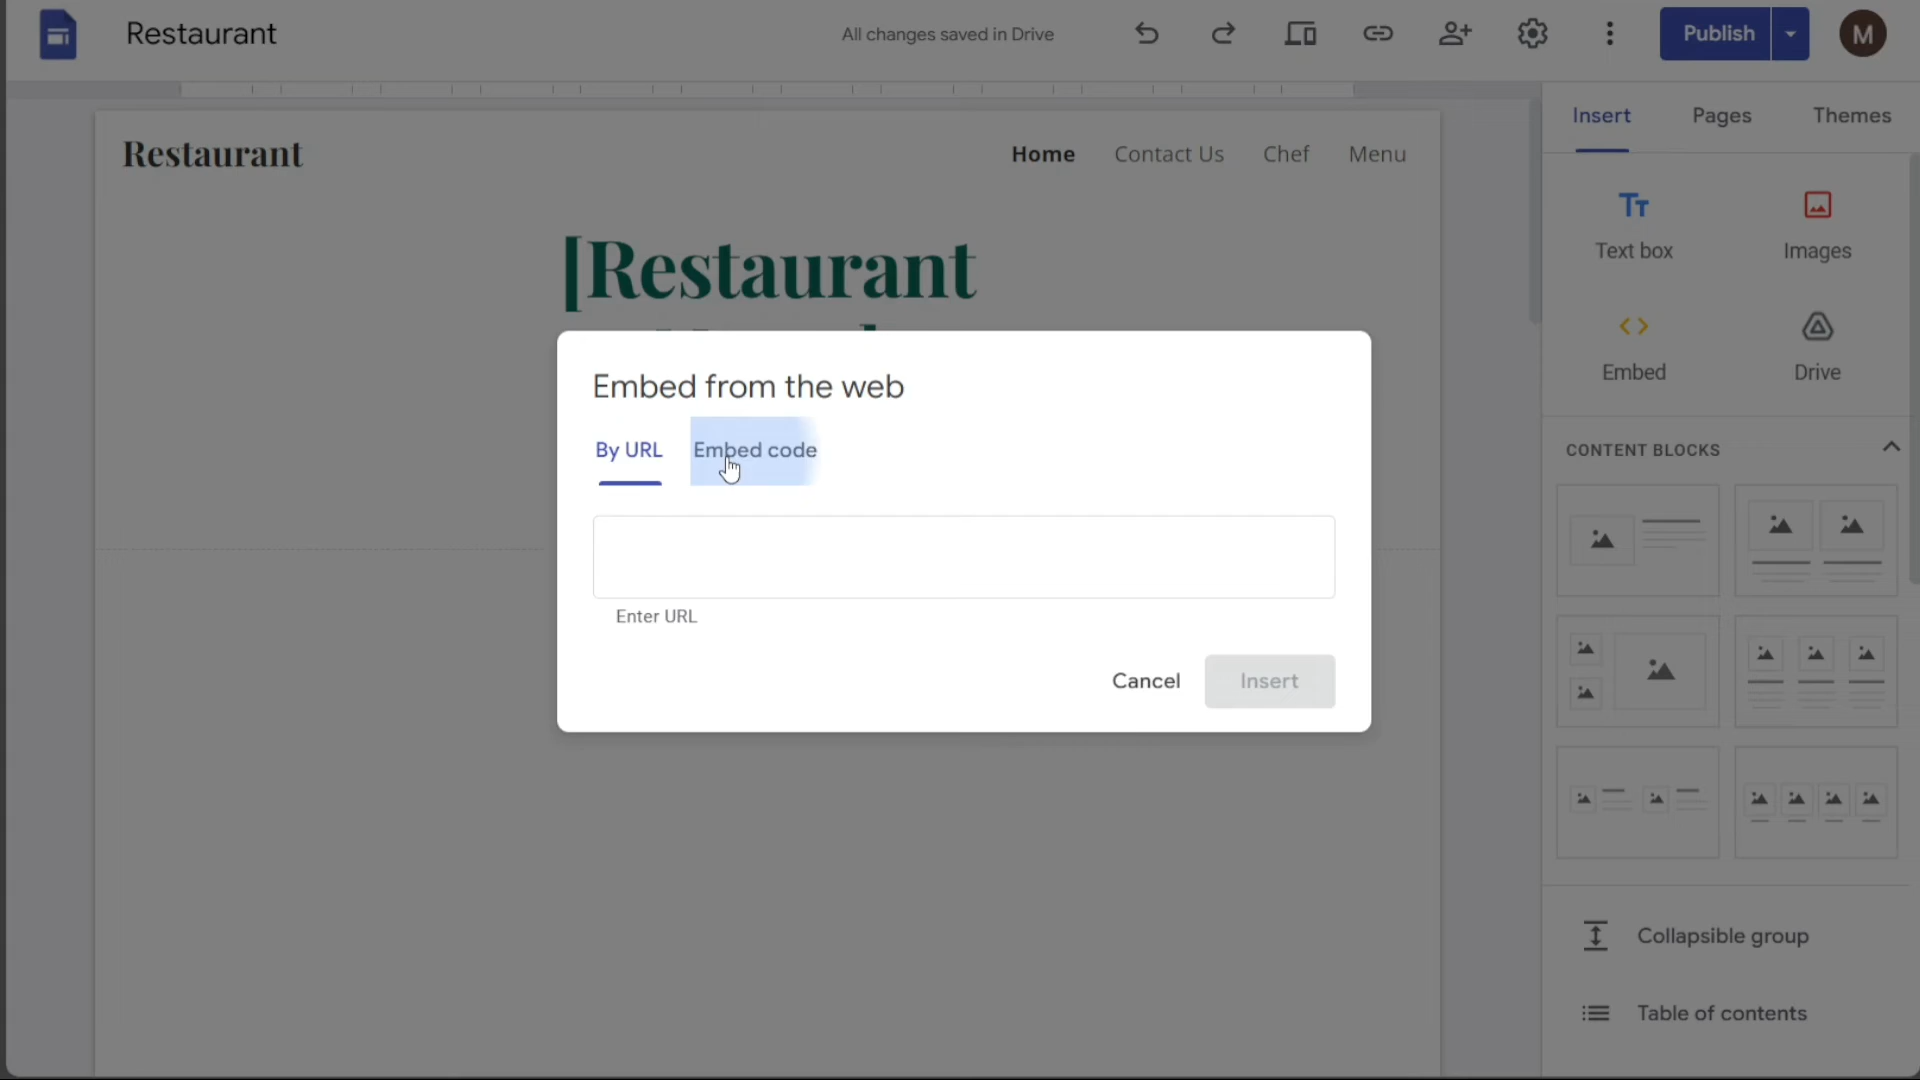 Restaurant
All changes saved in Drive
Publish
M
Insert Pages Themes
Restaurant
Home Contact Us Chef Menu
[Restaurant
Text box Images
Embed Drive
Embed from the web
By URL Embed code
Enter URL
Cancel Insert
CONTENT BLOCKS
Collapsible group
Table of contents